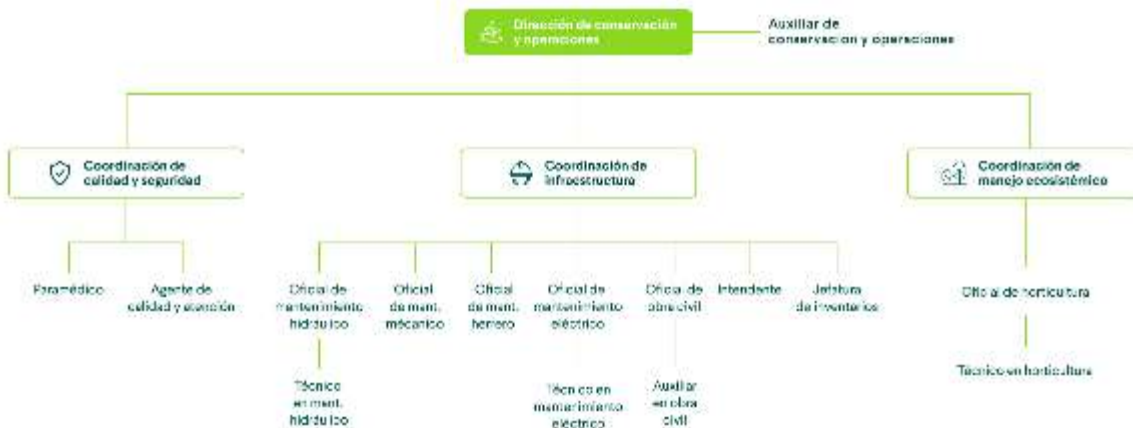 Dirección de conservación
y operaciones
Auxiliar de
conservacion y operaciones
Coordinación de
calidad y seguridad
Coordinación de
infraestructura
Coordinación de
manejo ecosistémico
Paramédico
Agente de
calidad y atención
Oficial de
mantenimiento
hidráulico
Oficial
de mant.
mécanico
Oficial
de mant.
herrero
Oficial de
mantenimiento
eléctrico
Oficial de
obra civil
Intendente
Jefatura
de inventarios
Oficial de horticultura
Técnico
en mant.
hidráulico
Técnico en
mantenimiento
eléctrico
Auxiliar
en obra
civil
Técnico en horticultura